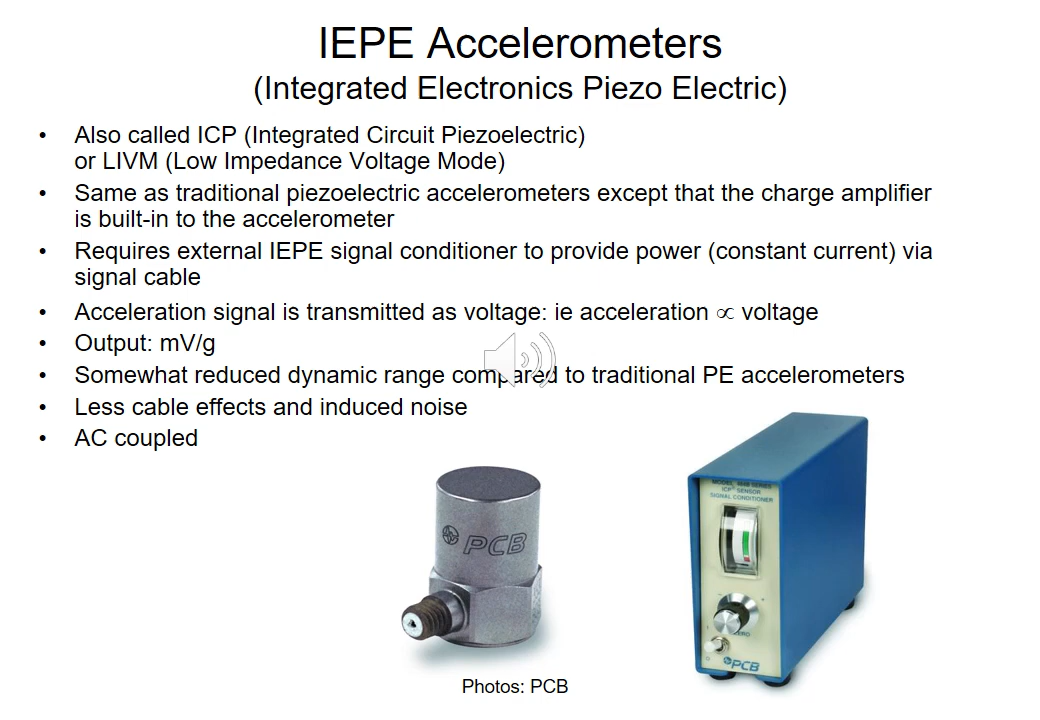 IEPE Accelerometers
(Integrated Electronics Piezo Electric)
• Also called ICP (Integrated Circuit Piezoelectric)
or LIVM (Low Impedance Voltage Mode)
• Same as traditional piezoelectric accelerometers except that the charge amplifier
is built-in to the accelerometer
• Requires external IEPE signal conditioner to provide power (constant current) via
signal cable
• Acceleration signal is transmitted as voltage: ie acceleration ∝ voltage
• Output: mV/g
• Somewhat reduced dynamic range compared to traditional PE accelerometers
• Less cable effects and induced noise
• AC coupled
PCB
ICP® SENSOR
SIGNAL CONDITIONER
PCB
Photos: PCB